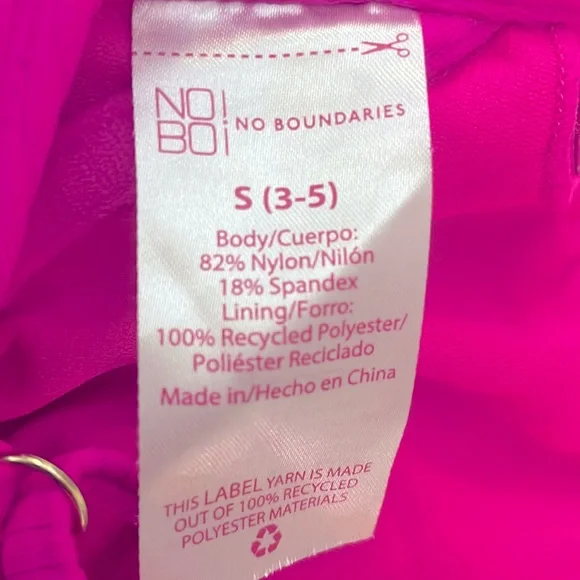 NO!
BOi
NO BOUNDARIES
S (3-5)
Body/Cuerpo:
82% Nylon/Nilón
18% Spandex
Lining/Forro:
100% Recycled Polyester/
Poliéster Reciclado
Made in/Hecho en China
THIS LABEL YARN IS MADE
OUT OF 100% RECYCLED
POLYESTER MATERIALS